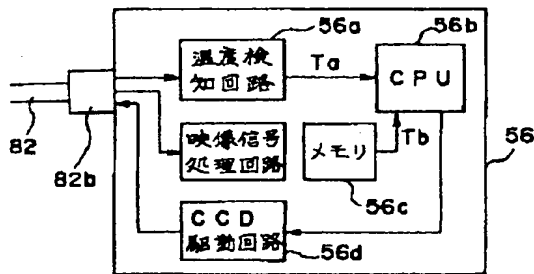 56a
56b
温度検
知回路
Ta
CPU
82
82b
映像信号
処理回路
メモリ
Tb
56
56c
CCD
駆動回路
56d